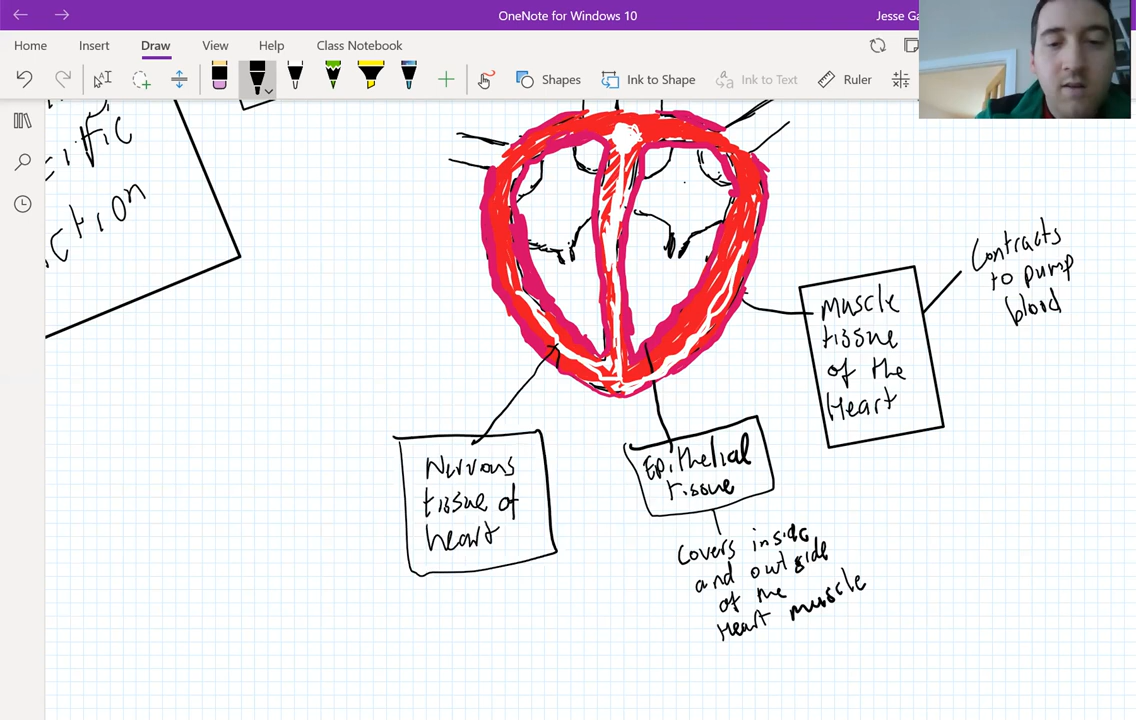 OneNote for Windows 10
Jesse Ga
Home Insert Draw View Help Class Notebook
Shapes Ink to Shape Ink to Text Ruler
Contracts
to pump
blood
Muscle
tissue
of the
Heart
Nervous
tissue of
heart
Epithelial
tissue
Covers inside
and outside
of the
Heart muscle